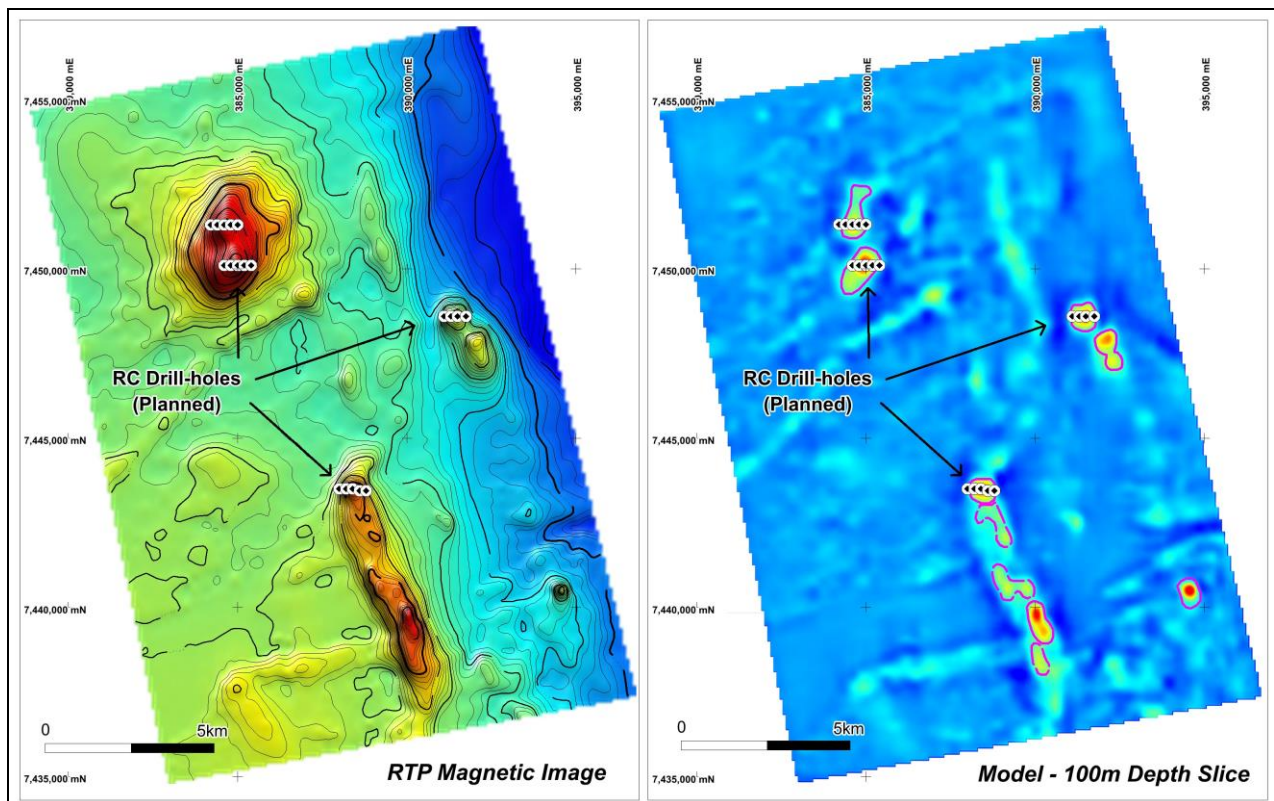 380,000 mE
385,000 mE
390,000 mE
395,000 mE
7,455,000 mN
7,450,000 mN
RC Drill-holes
(Planned)
7,445,000 mN
7,440,000 mN
0
5km
7,435,000 mN
RTP Magnetic Image
385,000 mE
390,000 mE
395,000 mE
7,455,000 mN
7,450,000 mN
RC Drill-holes
(Planned)
7,445,000 mN
7,440,000 mN
0
5km
7,435,000 mN
Model - 100m Depth Slice